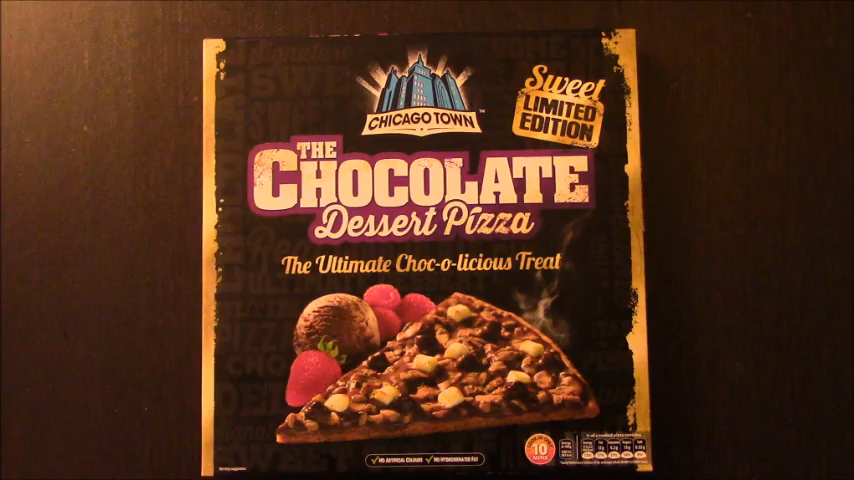 CHICAGO TOWN
™
Sweet
LIMITED
EDITION
THE
CHOCOLATE
Dessert Pizza
The Ultimate Choc-o-licious Treat
NO ARTIFICIAL COLOURS NO HYDROGENATED FAT
10